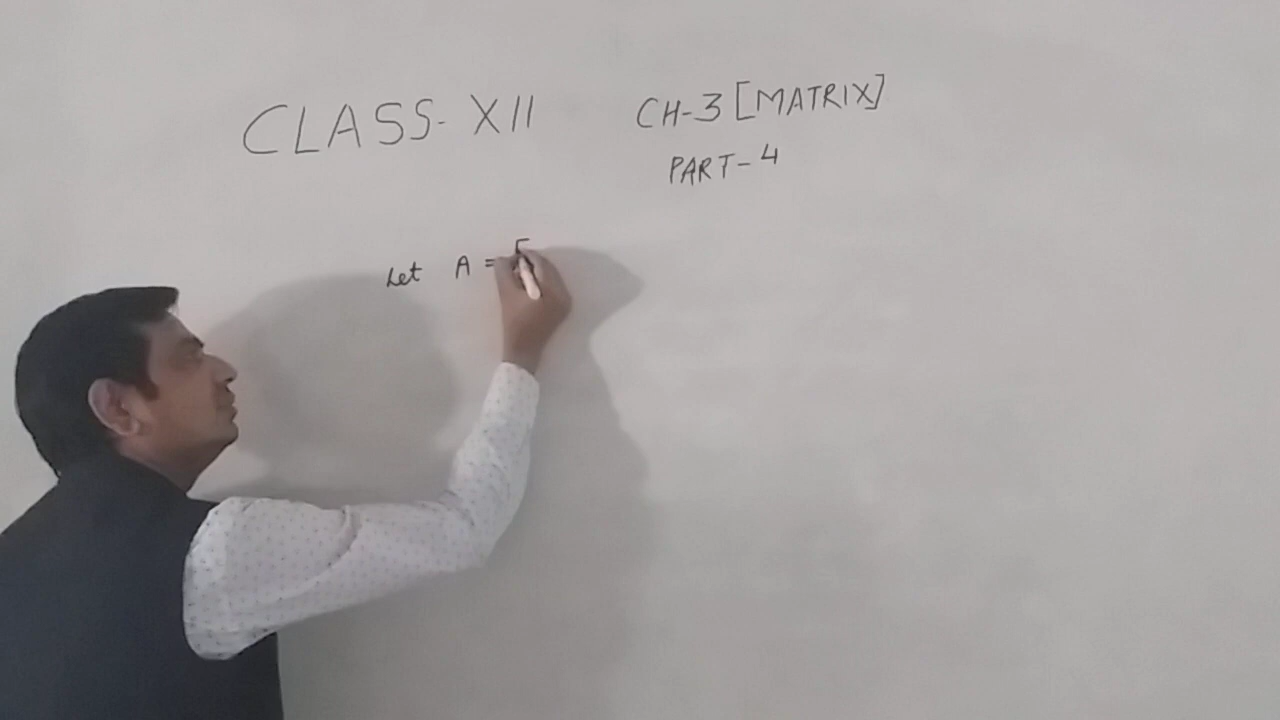 CLASS-XII CH-3 [MATRIX]
PART-4
Let A = [